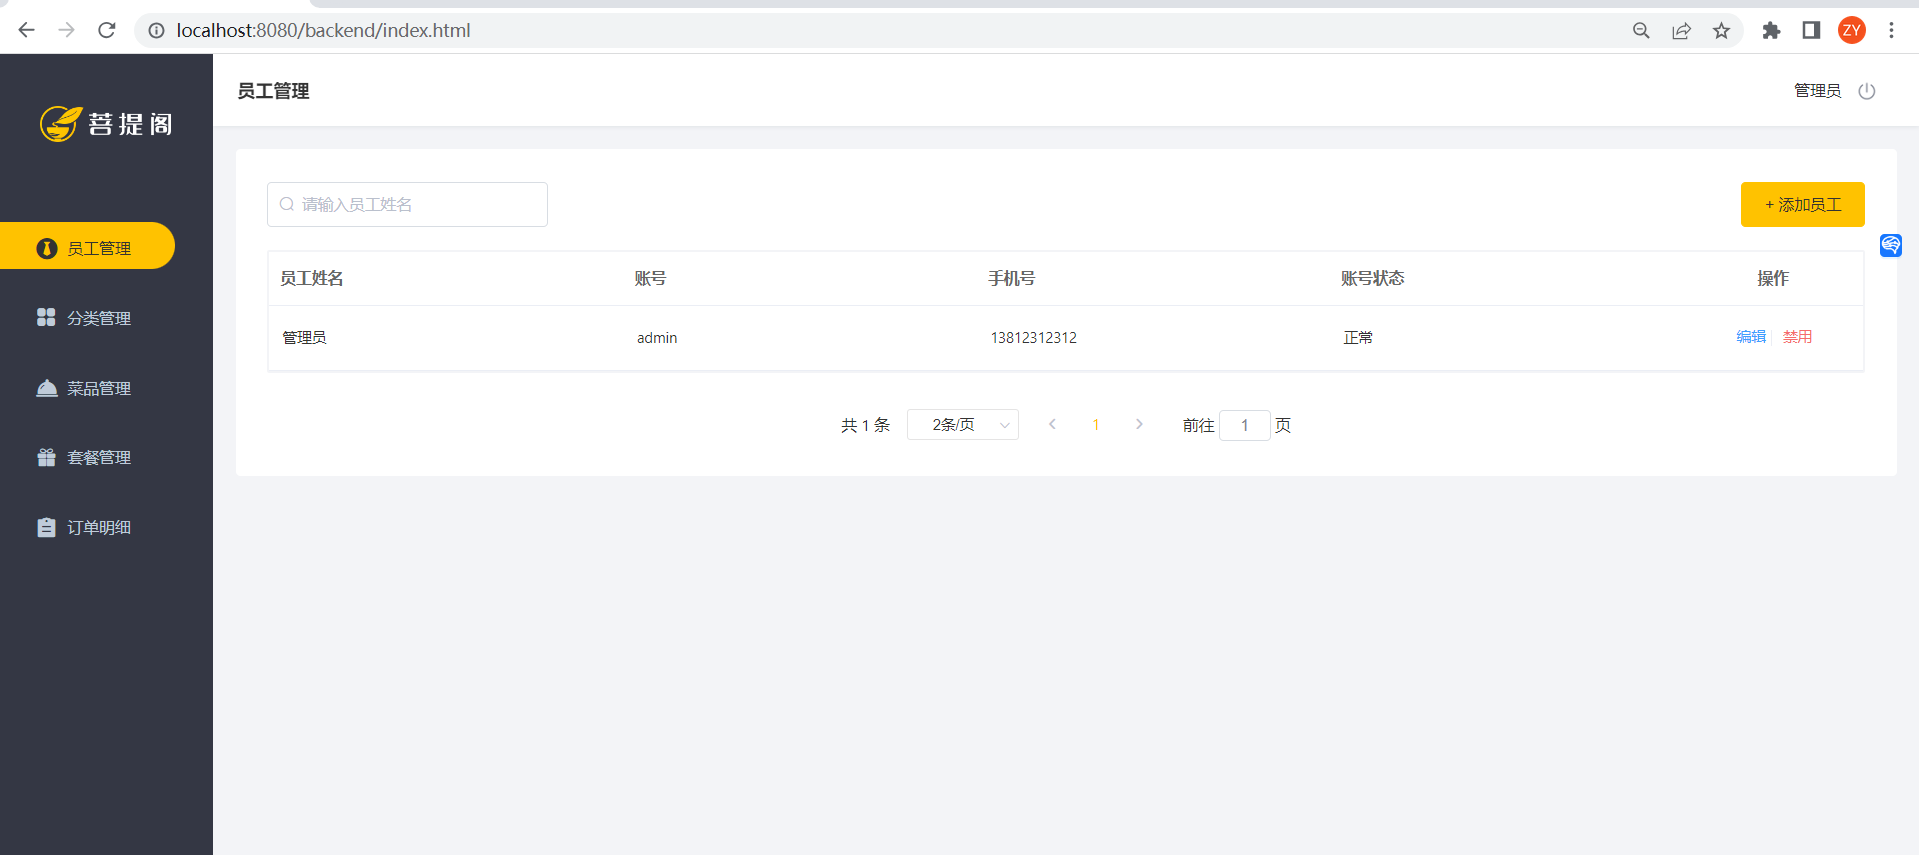 localhost:8080/backend/index.html
ZY
菩提阁
员工管理
分类管理
菜品管理
套餐管理
订单明细
员工管理
管理员
请输入员工姓名
+ 添加员工
员工姓名 账号 手机号 账号状态 操作
管理员 admin 13812312312 正常 编辑 禁用
共 1 条 2条/页 1 前往 1 页